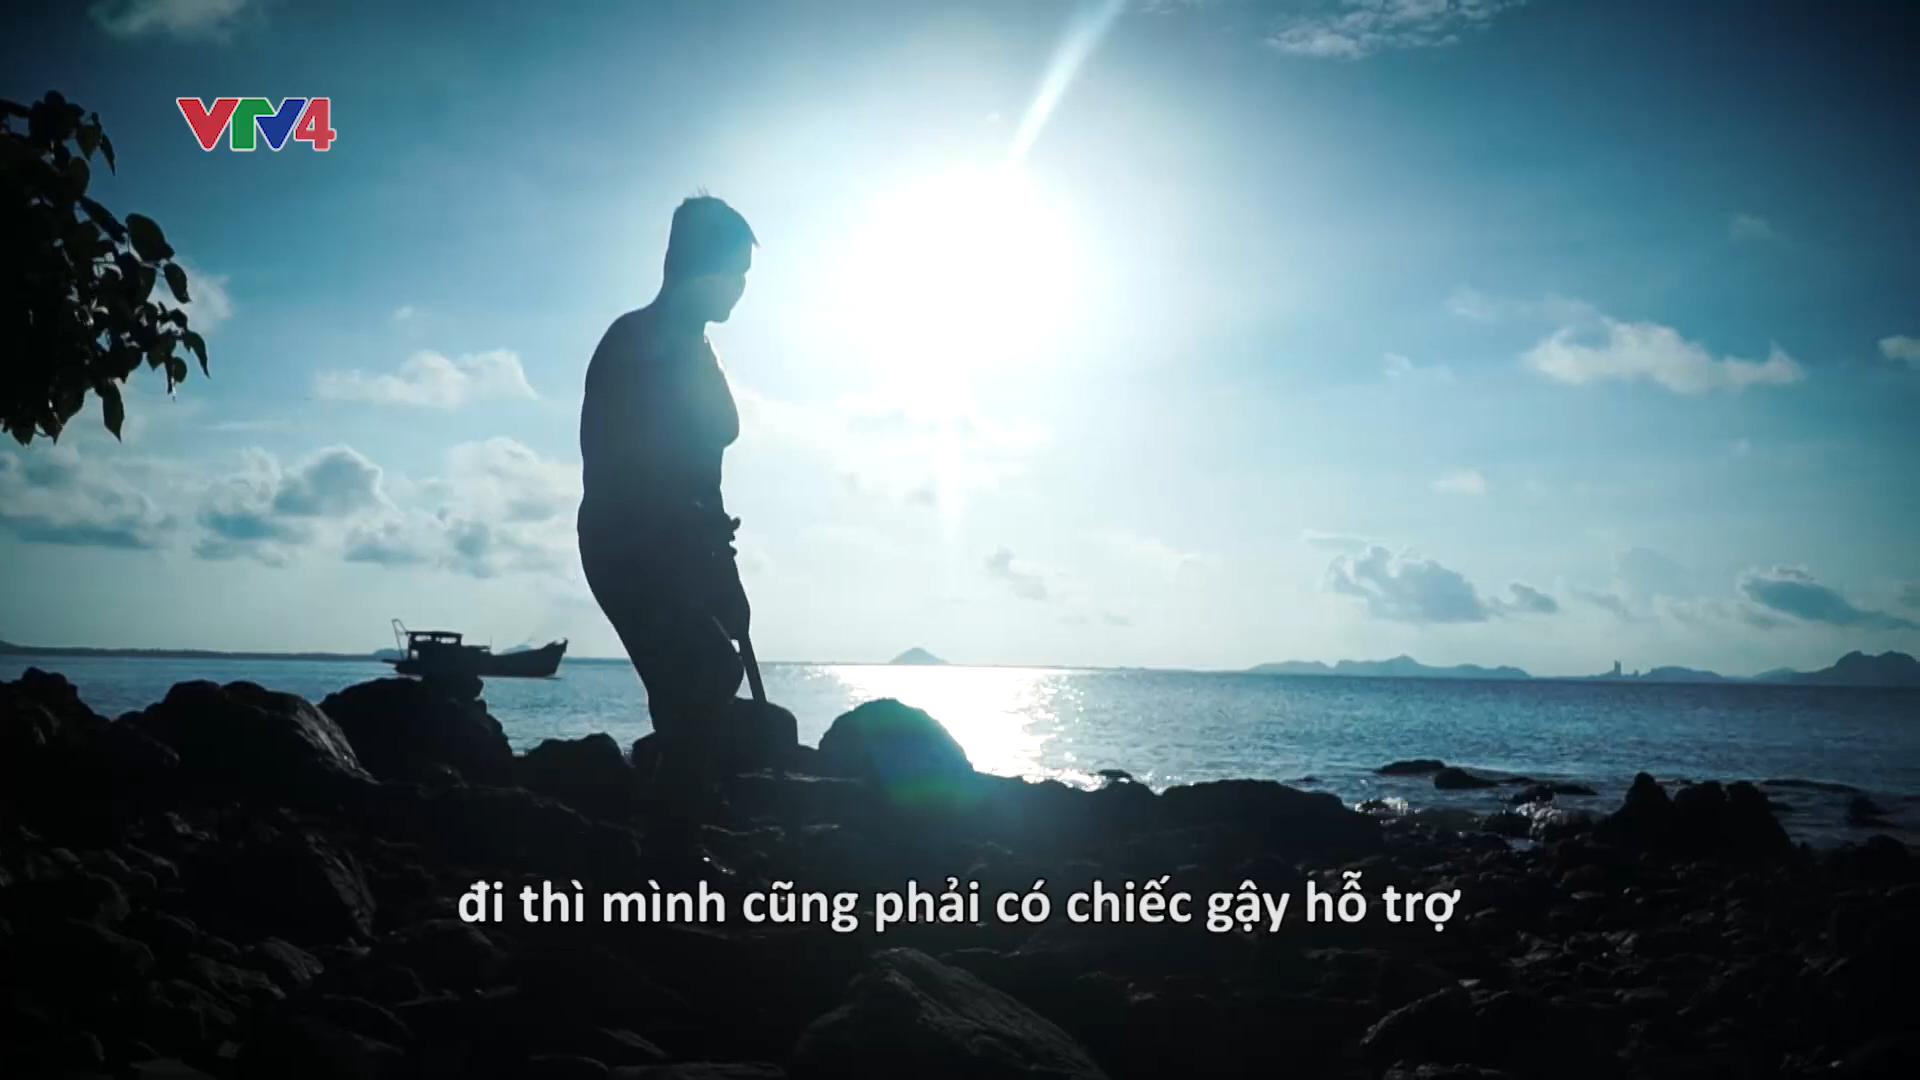 VTV4
đi thì mình cũng phải có chiếc gậy hỗ trợ